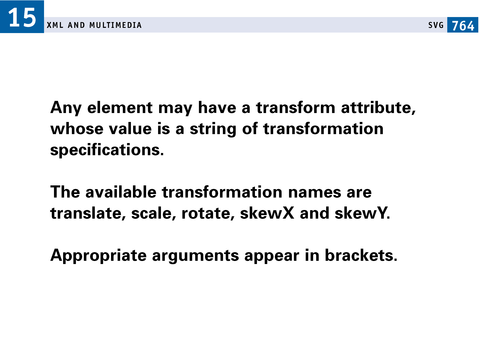 15
XML AND MULTIMEDIA SVG 764
Any element may have a transform attribute,
whose value is a string of transformation
specifications.
The available transformation names are
translate, scale, rotate, skewX and skewY.
Appropriate arguments appear in brackets.